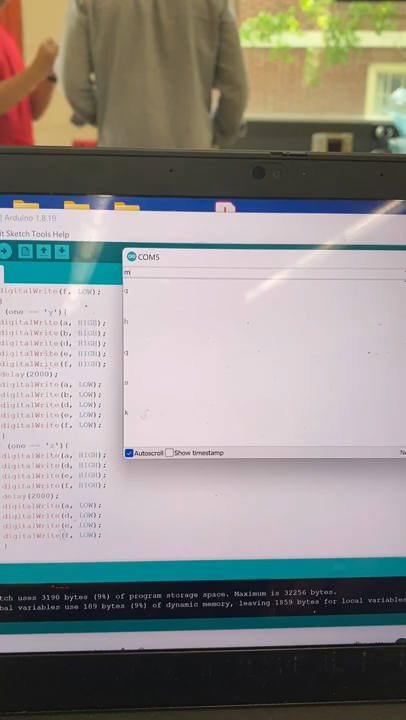 Arduino 1.8.19
it Sketch Tools Help
COM5
m
g
h
g
o
k
Autoscroll Show timestamp
digitalWrite(f, LOW);
}
(one == 'y'){
digitalWrite(a, HIGH);
digitalWrite(b, HIGH);
digitalWrite(d, HIGH);
digitalWrite(e, HIGH);
digitalWrite(f, HIGH);
delay(2000);
digitalWrite(a, LOW);
digitalWrite(b, LOW);
digitalWrite(d, LOW);
digitalWrite(e, LOW);
digitalWrite(f, LOW);
}
(one == 'z'){
digitalWrite(a, HIGH);
digitalWrite(d, HIGH);
digitalWrite(e, HIGH);
digitalWrite(f, HIGH);
delay(2000);
digitalWrite(a, LOW);
digitalWrite(d, LOW);
digitalWrite(e, LOW);
digitalWrite(f, LOW);
}
tch uses 3190 bytes (9%) of program storage space. Maximum is 32256 bytes.
bal variables use 189 bytes (9%) of dynamic memory, leaving 1859 bytes for local variables